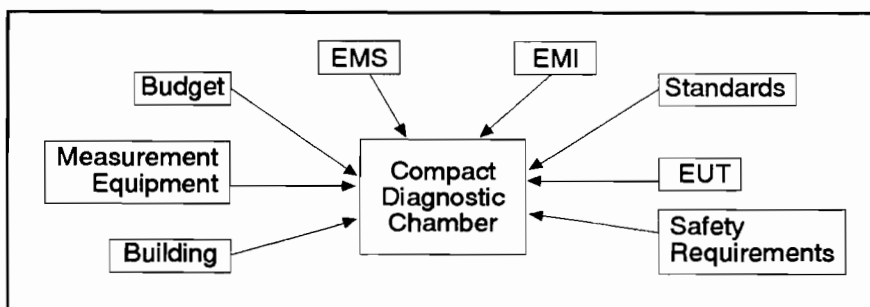 EMS
EMI
Budget
Standards
Measurement
Equipment
Compact
Diagnostic
Chamber
EUT
Building
Safety
Requirements